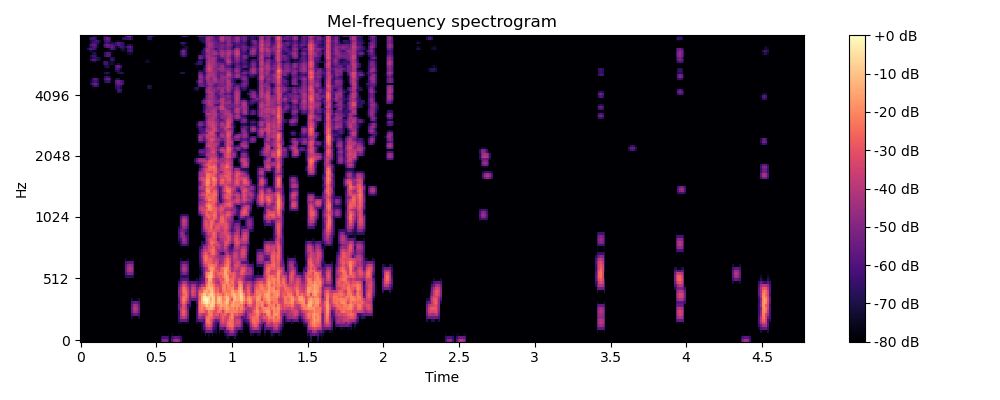 Mel-frequency spectrogram
+0 dB
-10 dB
-20 dB
-30 dB
-40 dB
-50 dB
-60 dB
-70 dB
-80 dB
Hz
4096
2048
1024
512
0
0 0.5 1 1.5 2 2.5 3 3.5 4 4.5
Time